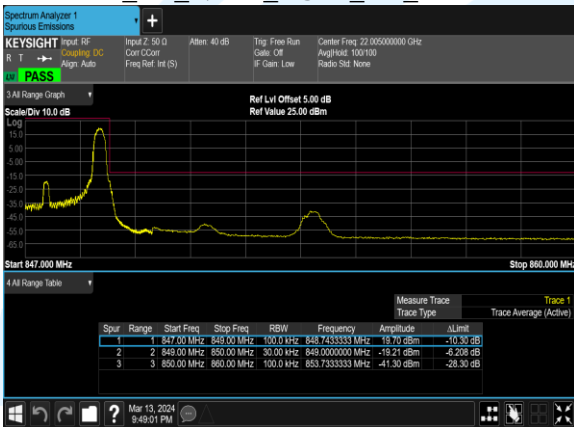 Spectrum Analyzer 1
Spurious Emissions
+
KEYSIGHT Input: RF Input Z: 50 Ω Atten: 40 dB Trig: Free Run Center Freq: 22.005000000 GHz
R T Coupling: DC Corr CCorr Gate: Off Avg|Hold: 100/100
Align: Auto Freq Ref: Int (S) IF Gain: Low Radio Std: None
LW PASS
3 All Range Graph
Ref Lvl Offset 5.00 dB
Scale/Div 10.0 dB Ref Value 25.00 dBm
Log
15.0
5.00
-5.00
-15.0
-25.0
-35.0
-45.0
-55.0
-65.0
Start 847.000 MHz Stop 860.000 MHz
4 All Range Table
Measure Trace Trace 1
Trace Type Trace Average (Active)
Spur Range Start Freq Stop Freq RBW Frequency Amplitude ΔLimit
1 1 847.00 MHz 849.00 MHz 100.0 kHz 848.7433333 MHz 19.70 dBm -10.30 dB
2 2 849.00 MHz 850.00 MHz 30.00 kHz 849.0000000 MHz -19.21 dBm -6.208 dB
3 3 850.00 MHz 860.00 MHz 100.0 kHz 853.7333333 MHz -41.30 dBm -28.30 dB
? Mar 13, 2024
9:49:01 PM